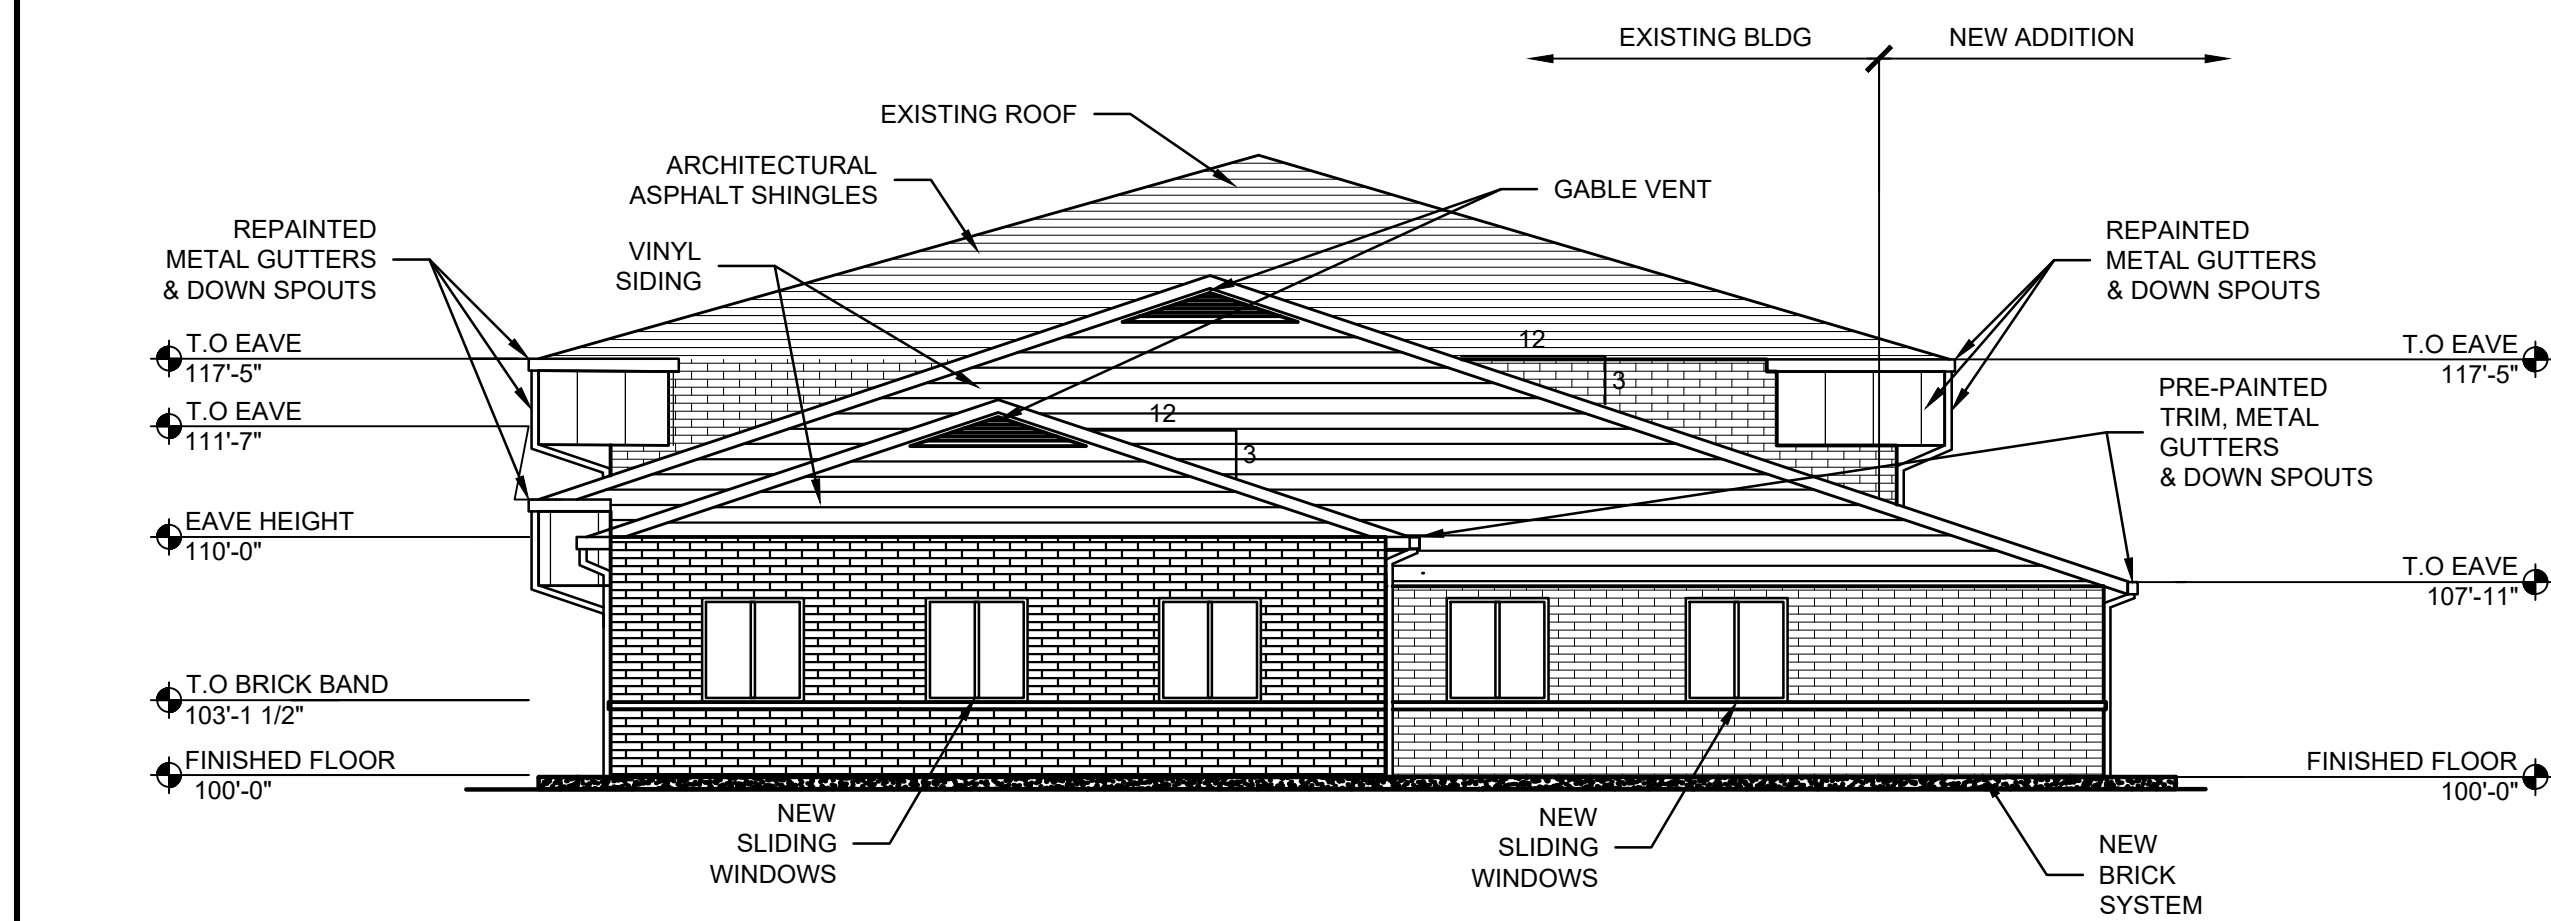 EXISTING BLDG
NEW ADDITION
EXISTING ROOF
ARCHITECTURAL
ASPHALT SHINGLES
GABLE VENT
REPAINTED
METAL GUTTERS
& DOWN SPOUTS
VINYL
SIDING
REPAINTED
METAL GUTTERS
& DOWN SPOUTS
T.O EAVE
117'-5"
12
3
T.O EAVE
117'-5"
T.O EAVE
111'-7"
12
3
PRE-PAINTED
TRIM, METAL
GUTTERS
& DOWN SPOUTS
EAVE HEIGHT
110'-0"
T.O EAVE
107'-11"
T.O BRICK BAND
103'-1 1/2"
FINISHED FLOOR
100'-0"
FINISHED FLOOR
100'-0"
NEW
SLIDING
WINDOWS
NEW
SLIDING
WINDOWS
NEW
BRICK
SYSTEM